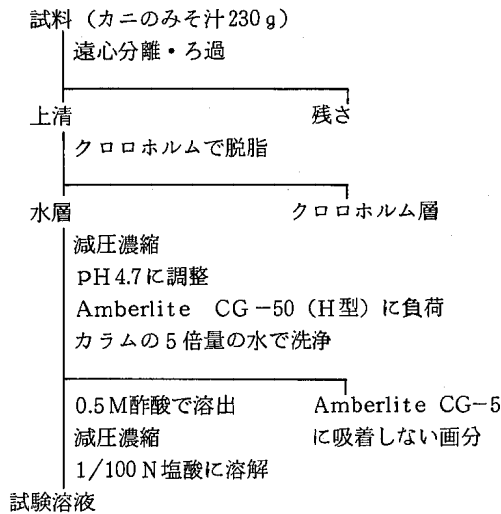 試料(カニのみそ汁230g)
遠心分離・ろ過
上清 残さ
クロロホルムで脱脂
水層 クロロホルム層
減圧濃縮
pH4.7に調整
Amberlite CG-50(H型)に負荷
カラムの5倍量の水で洗浄
0.5M酢酸で溶出 Amberlite CG-5
減圧濃縮 に吸着しない画分
1/100N塩酸に溶解
試験溶液